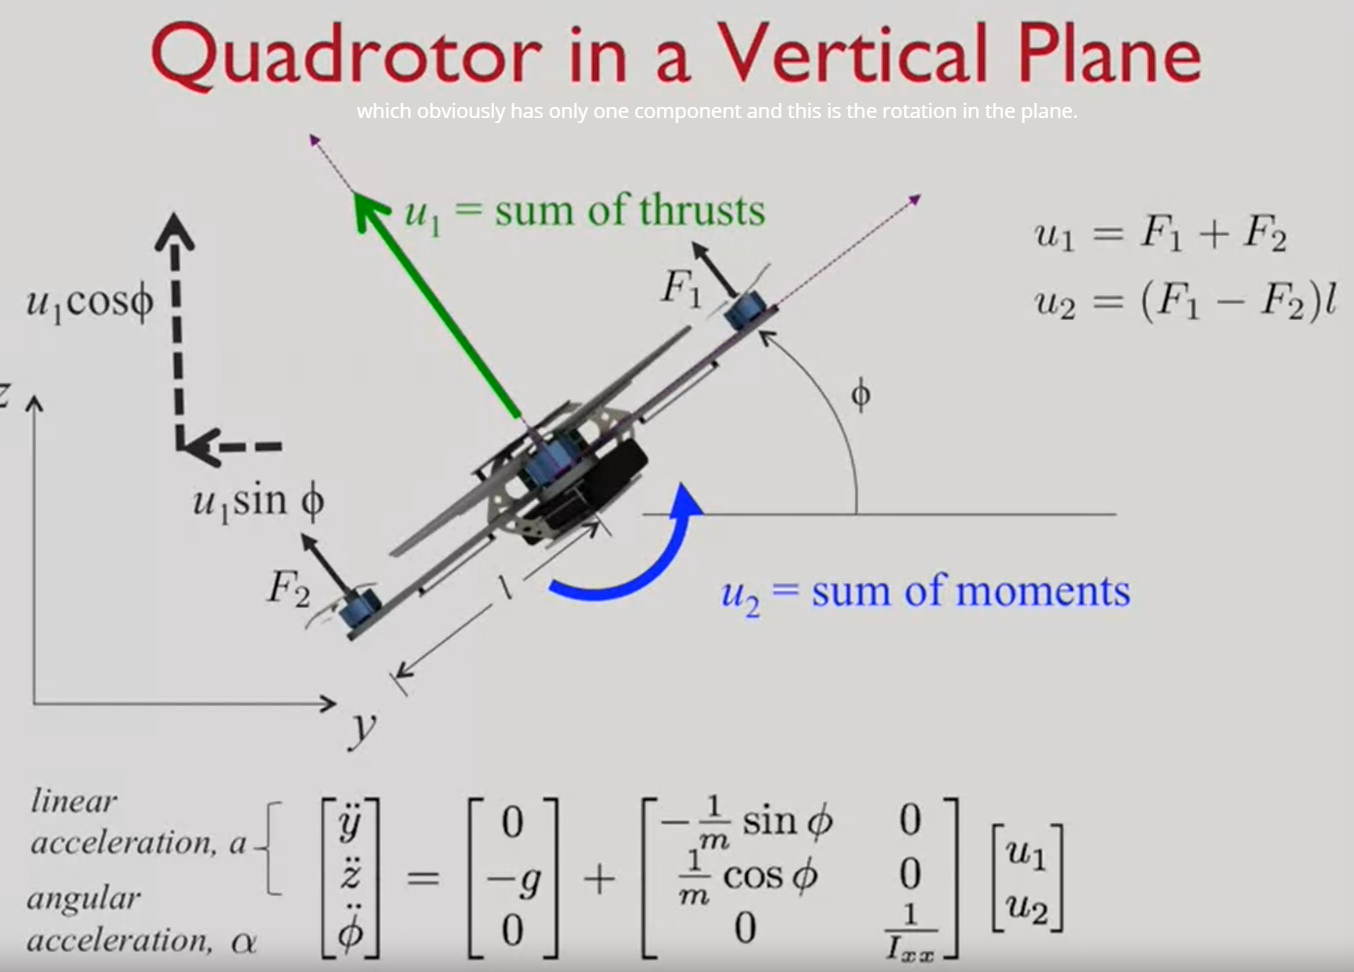 Quadrotor in a Vertical Plane
which obviously has only one component and this is the rotation in the plane.
u₁ = sum of thrusts
u₁ = F₁ + F₂
u₂ = (F₁ − F₂)l
F₁
u₁cosϕ
ϕ
z
u₁sin ϕ
F₂
l
u₂ = sum of moments
y
linear
acceleration, a
angular
acceleration, α
[ÿ z̈ ϕ̈] = [0 −g 0] + [−1/m sin ϕ 0 1/m cos ϕ 0 0 1/Iₓₓ] [u₁ u₂]